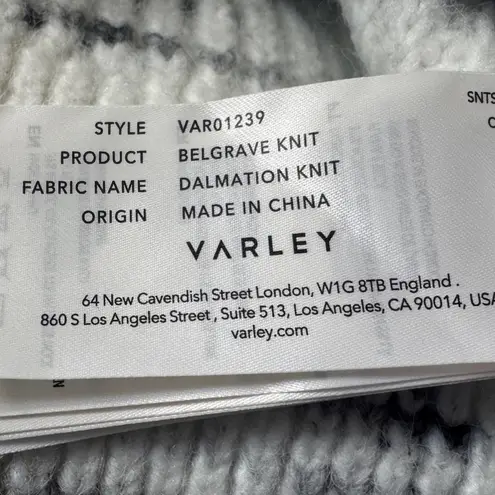 STYLE VAR01239
PRODUCT BELGRAVE KNIT
FABRIC NAME DALMATION KNIT
ORIGIN MADE IN CHINA
VARLEY
64 New Cavendish Street London, W1G 8TB England .
860 S Los Angeles Street , Suite 513, Los Angeles, CA 90014, USA
varley.com
SNTS